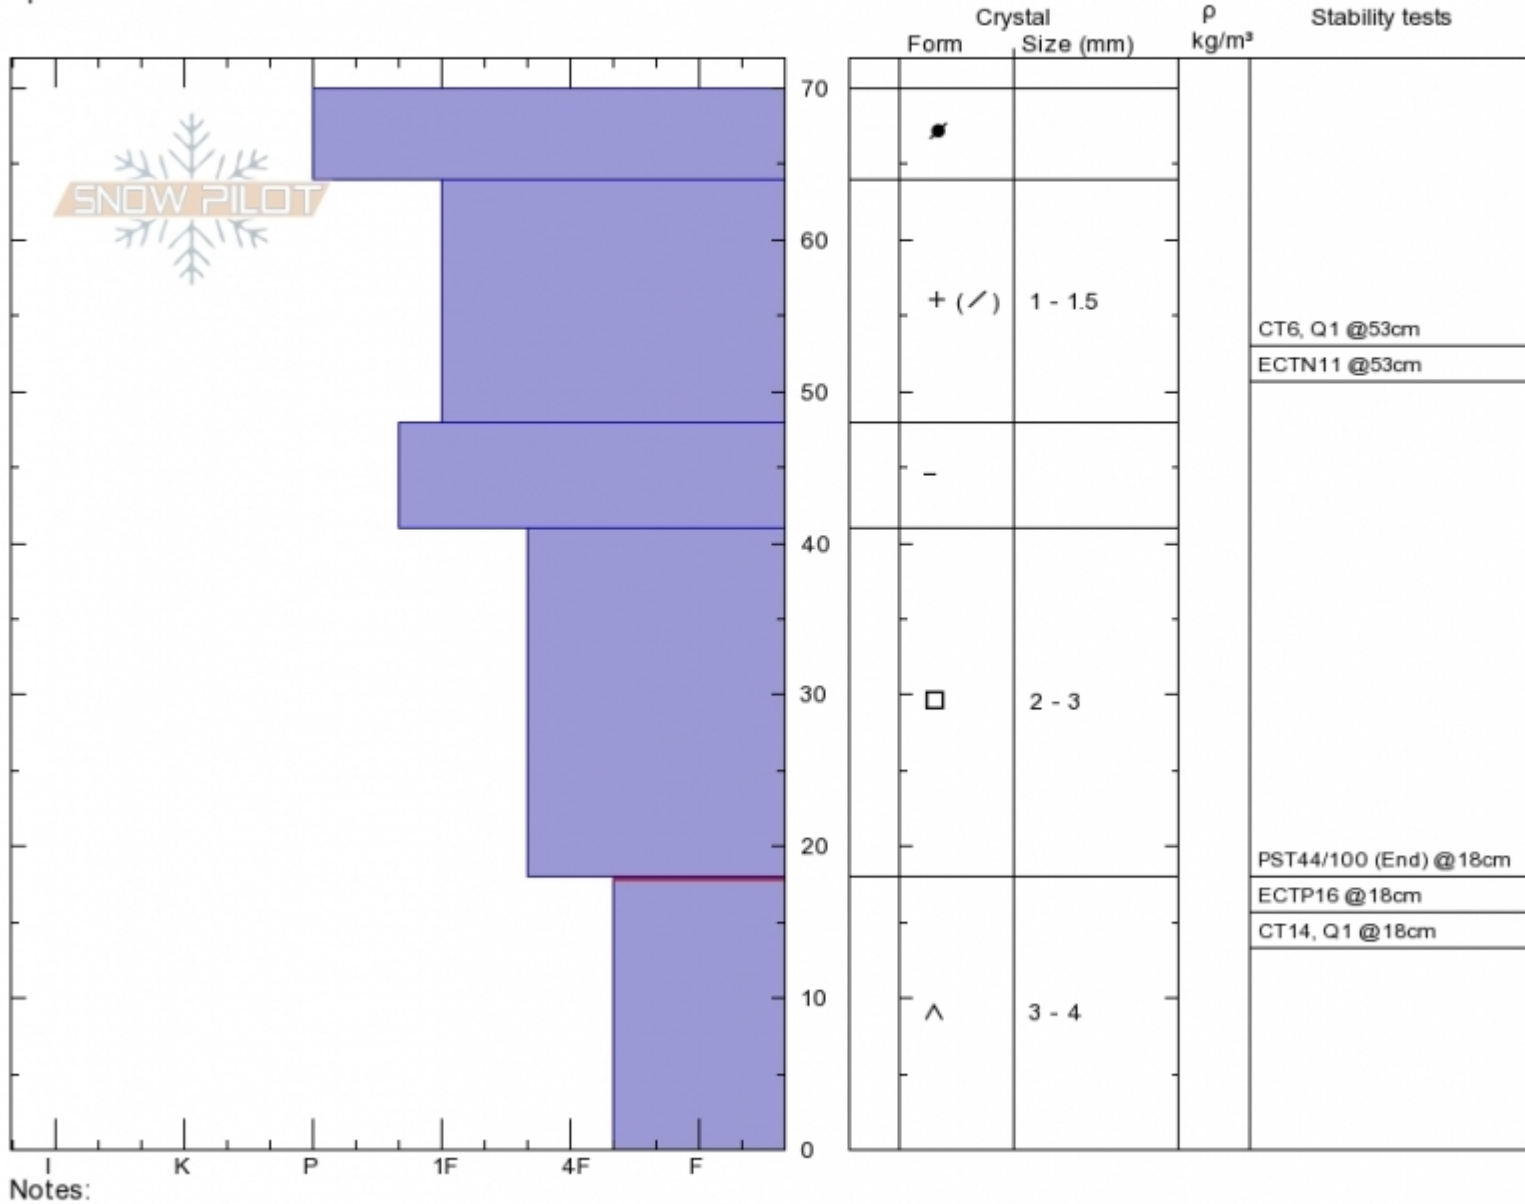 Crystal
ρ
Stability tests
Form
Size (mm)
kg/m³
70
SNOW PILOT
60
+ (∕) 1 - 1.5
CT6, Q1 @53cm
ECTN11 @53cm
50
-
40
30
2 - 3
20
PST44/100 (End) @18cm
ECTP16 @18cm
CT14, Q1 @18cm
10
3 - 4
0
I K P 1F 4F F
Notes: